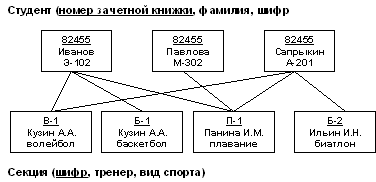 Студент (номер зачетной книжки, фамилия, шифр
82455
Иванов
Э-102
82455
Павлова
М-302
82455
Сапрыкин
А-201
В-1
Кузин А.А.
волейбол
Б-1
Кузин А.А.
баскетбол
П-1
Панина И.М.
плавание
Б-2
Ильин И.Н.
биатлон
Секция (шифр, тренер, вид спорта)